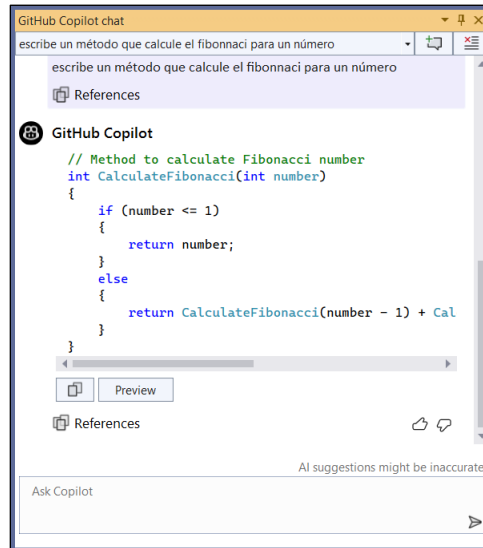 GitHub Copilot chat
escribe un método que calcule el fibonnaci para un número
escribe un método que calcule el fibonnaci para un número
References
GitHub Copilot
// Method to calculate Fibonacci number
int CalculateFibonacci(int number)
{
if (number <= 1)
{
return number;
}
else
{
return CalculateFibonacci(number - 1) + Cal
}
}
Preview
References
AI suggestions might be inaccurate
Ask Copilot